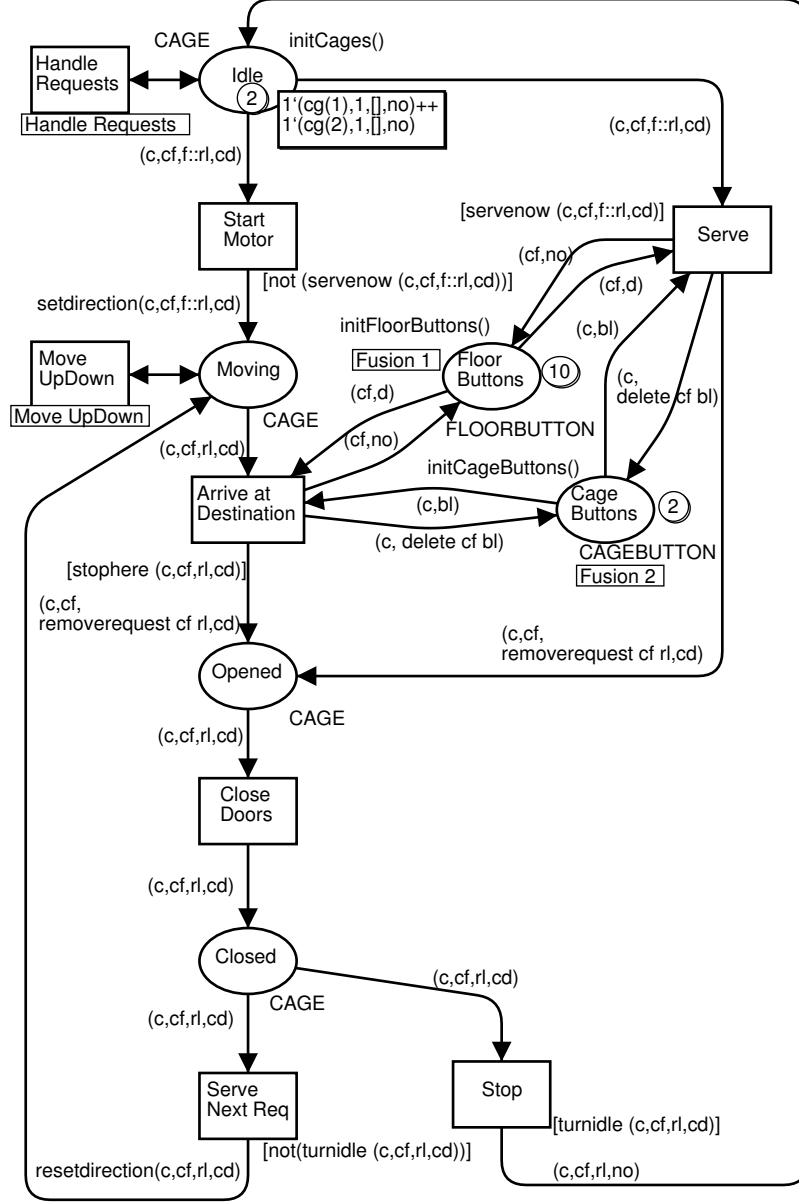 CAGE
initCages()
Handle
Requests
Idle
2
Handle Requests
1`(cg(1),1,[],no)++
1`(cg(2),1,[],no)
(c,cf,f::rl,cd)
(c,cf,f::rl,cd)
Start
Motor
[servenow (c,cf,f::rl,cd)]
Serve
[not (servenow (c,cf,f::rl,cd))]
(cf,no)
(cf,d)
setdirection(c,cf,f::rl,cd)
initFloorButtons()
(c,bl)
Move
UpDown
Moving
Fusion 1
Floor
Buttons
10
(c,
delete cf bl)
Move UpDown
(cf,d)
CAGE
FLOORBUTTON
(cf,no)
(c,cf,rl,cd)
initCageButtons()
Arrive at
Destination
(c,bl)
Cage
Buttons
2
(c, delete cf bl)
CAGEBUTTON
Fusion 2
[stophere (c,cf,rl,cd)]
(c,cf,
removerequest cf rl,cd)
(c,cf,
removerequest cf rl,cd)
Opened
CAGE
(c,cf,rl,cd)
Close
Doors
(c,cf,rl,cd)
Closed
CAGE
(c,cf,rl,cd)
(c,cf,rl,cd)
Serve
Next Req
Stop
[turnidle (c,cf,rl,cd)]
[not(turnidle (c,cf,rl,cd))]
resetdirection(c,cf,rl,cd)
(c,cf,rl,no)